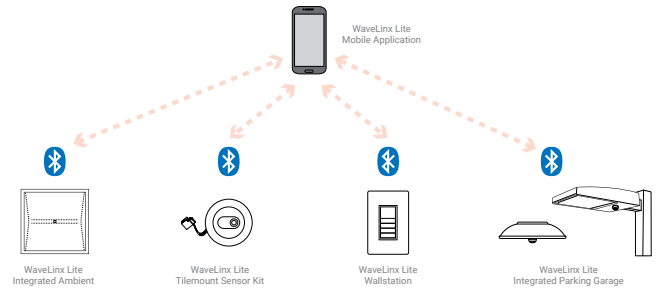 WaveLinx Lite
Mobile Application
WaveLinx Lite
Integrated Ambient
WaveLinx Lite
Tilemount Sensor Kit
WaveLinx Lite
Wallstation
WaveLinx Lite
Integrated Parking Garage